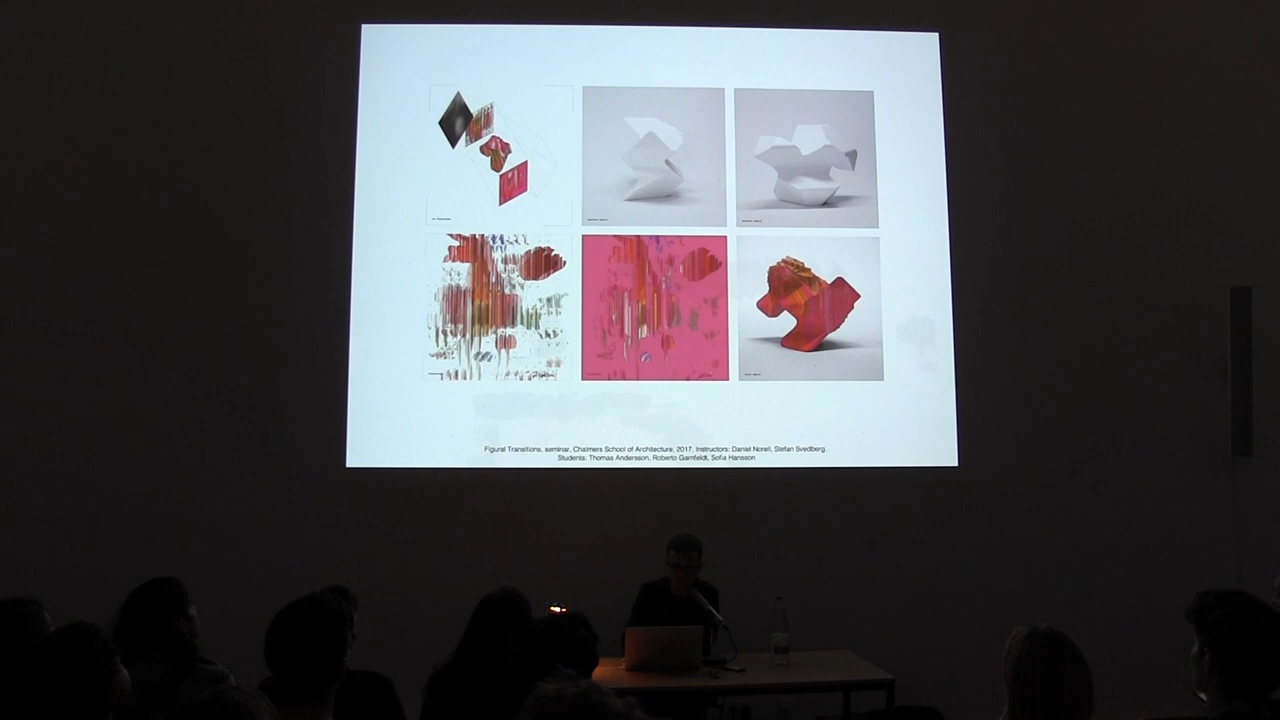 Figural Transitions, seminar, Chalmers School of Architecture, 2017, Instructors: Daniel Norell, Stefan Svedberg.
Students: Thomas Andersson, Roberto Garnfeldt, Sofia Hansson